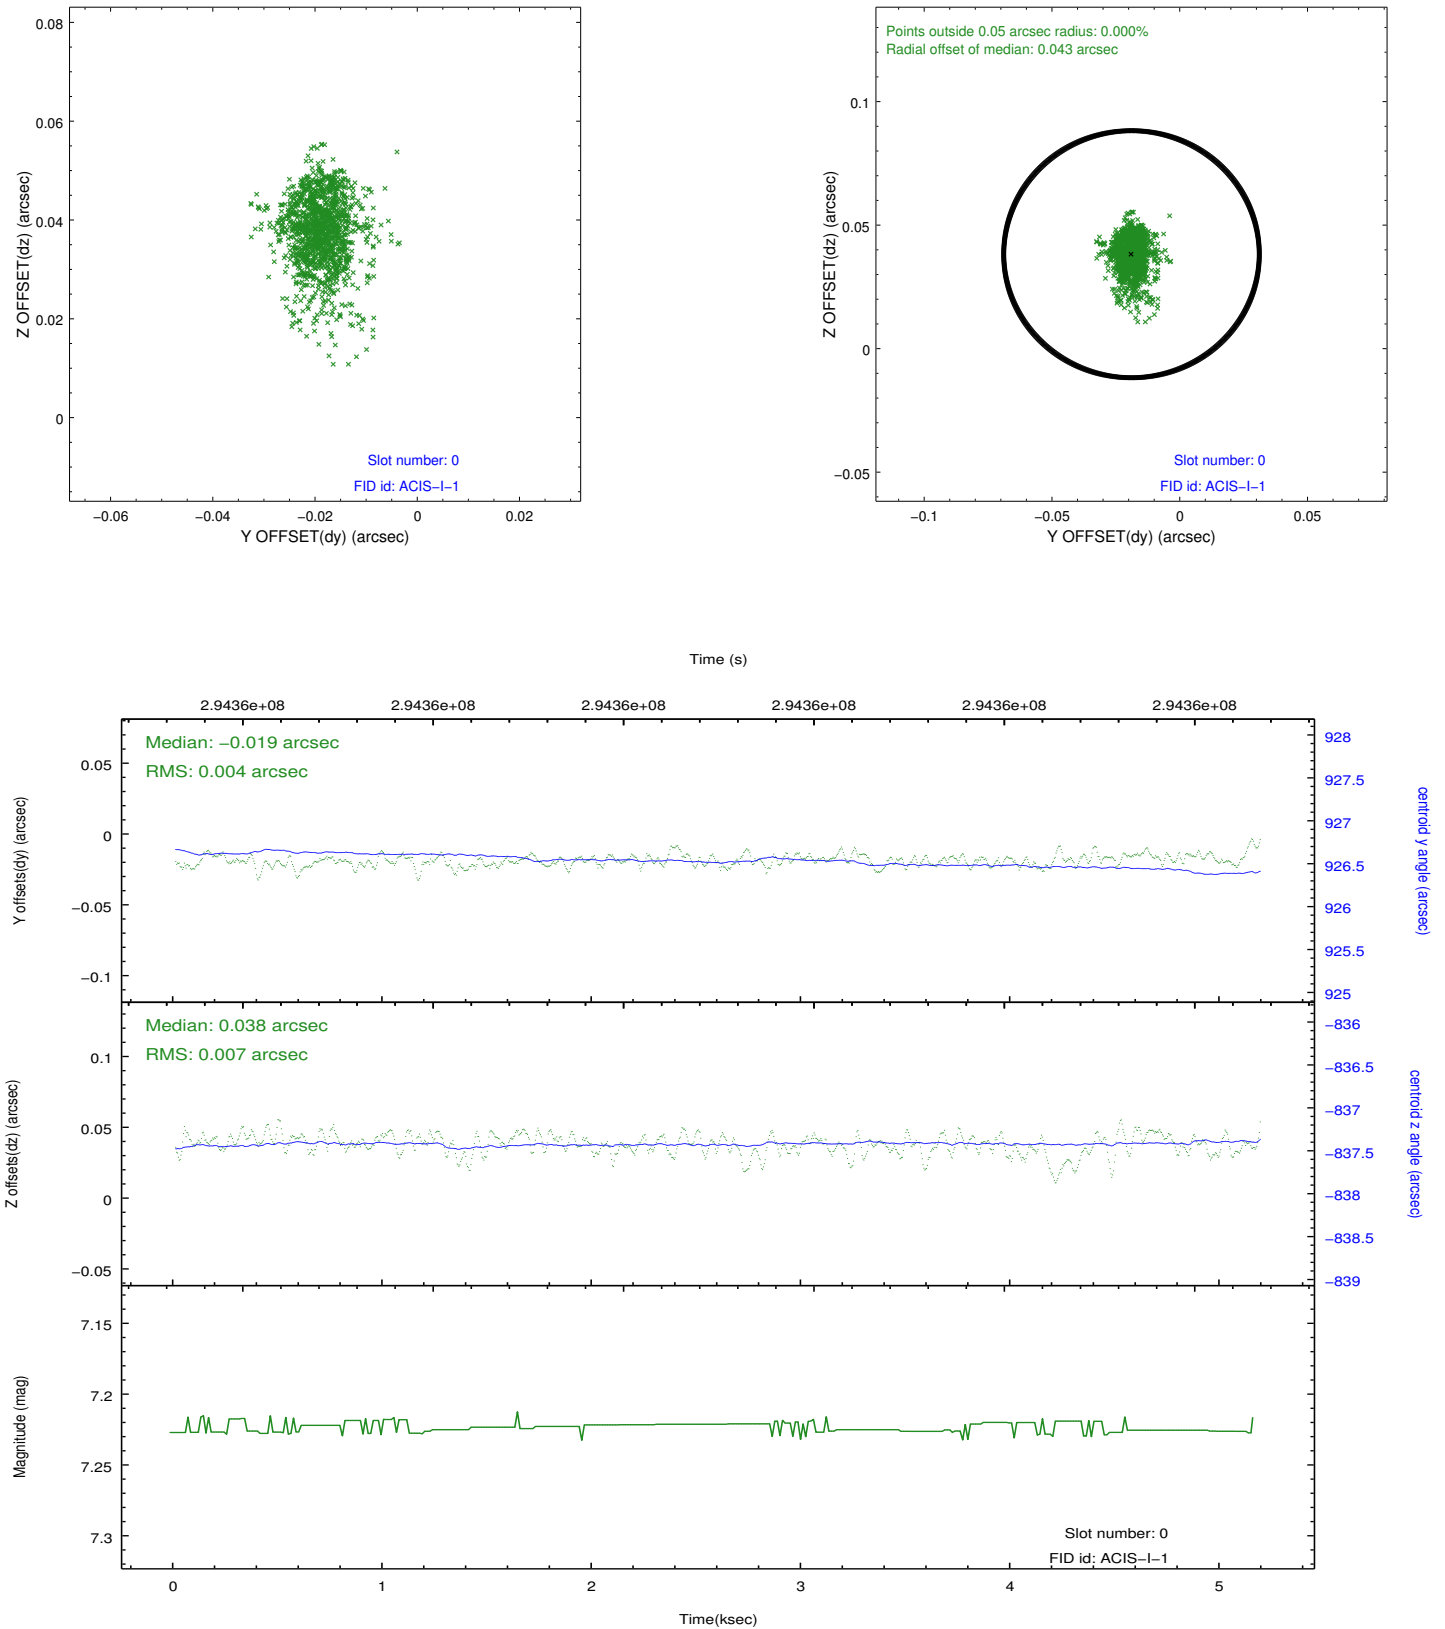 0.08
0.06
0.04
0.02
0
Z OFFSET(dz) (arcsec)
−0.06
−0.04
−0.02
0
0.02
Y OFFSET(dy) (arcsec)
Slot number: 0
FID id: ACIS−I−1
Points outside 0.05 arcsec radius: 0.000%
Radial offset of median: 0.043 arcsec
0.1
0.05
0
−0.05
Z OFFSET(dz) (arcsec)
−0.1
−0.05
0
0.05
Y OFFSET(dy) (arcsec)
Slot number: 0
FID id: ACIS−I−1
Time (s)
2.9436e+08
2.9436e+08
2.9436e+08
2.9436e+08
2.9436e+08
2.9436e+08
Median: −0.019 arcsec
RMS: 0.004 arcsec
0.05
0
−0.05
−0.1
Y offsets(dy) (arcsec)
928
927.5
927
926.5
926
925.5
925
centroid y angle (arcsec)
Median: 0.038 arcsec
RMS: 0.007 arcsec
0.1
0.05
0
−0.05
Z offsets(dz) (arcsec)
−836
−836.5
−837
−837.5
−838
−838.5
−839
centroid z angle (arcsec)
7.15
7.2
7.25
7.3
Magnitude (mag)
Slot number: 0
FID id: ACIS−I−1
0
1
2
3
4
5
Time(ksec)